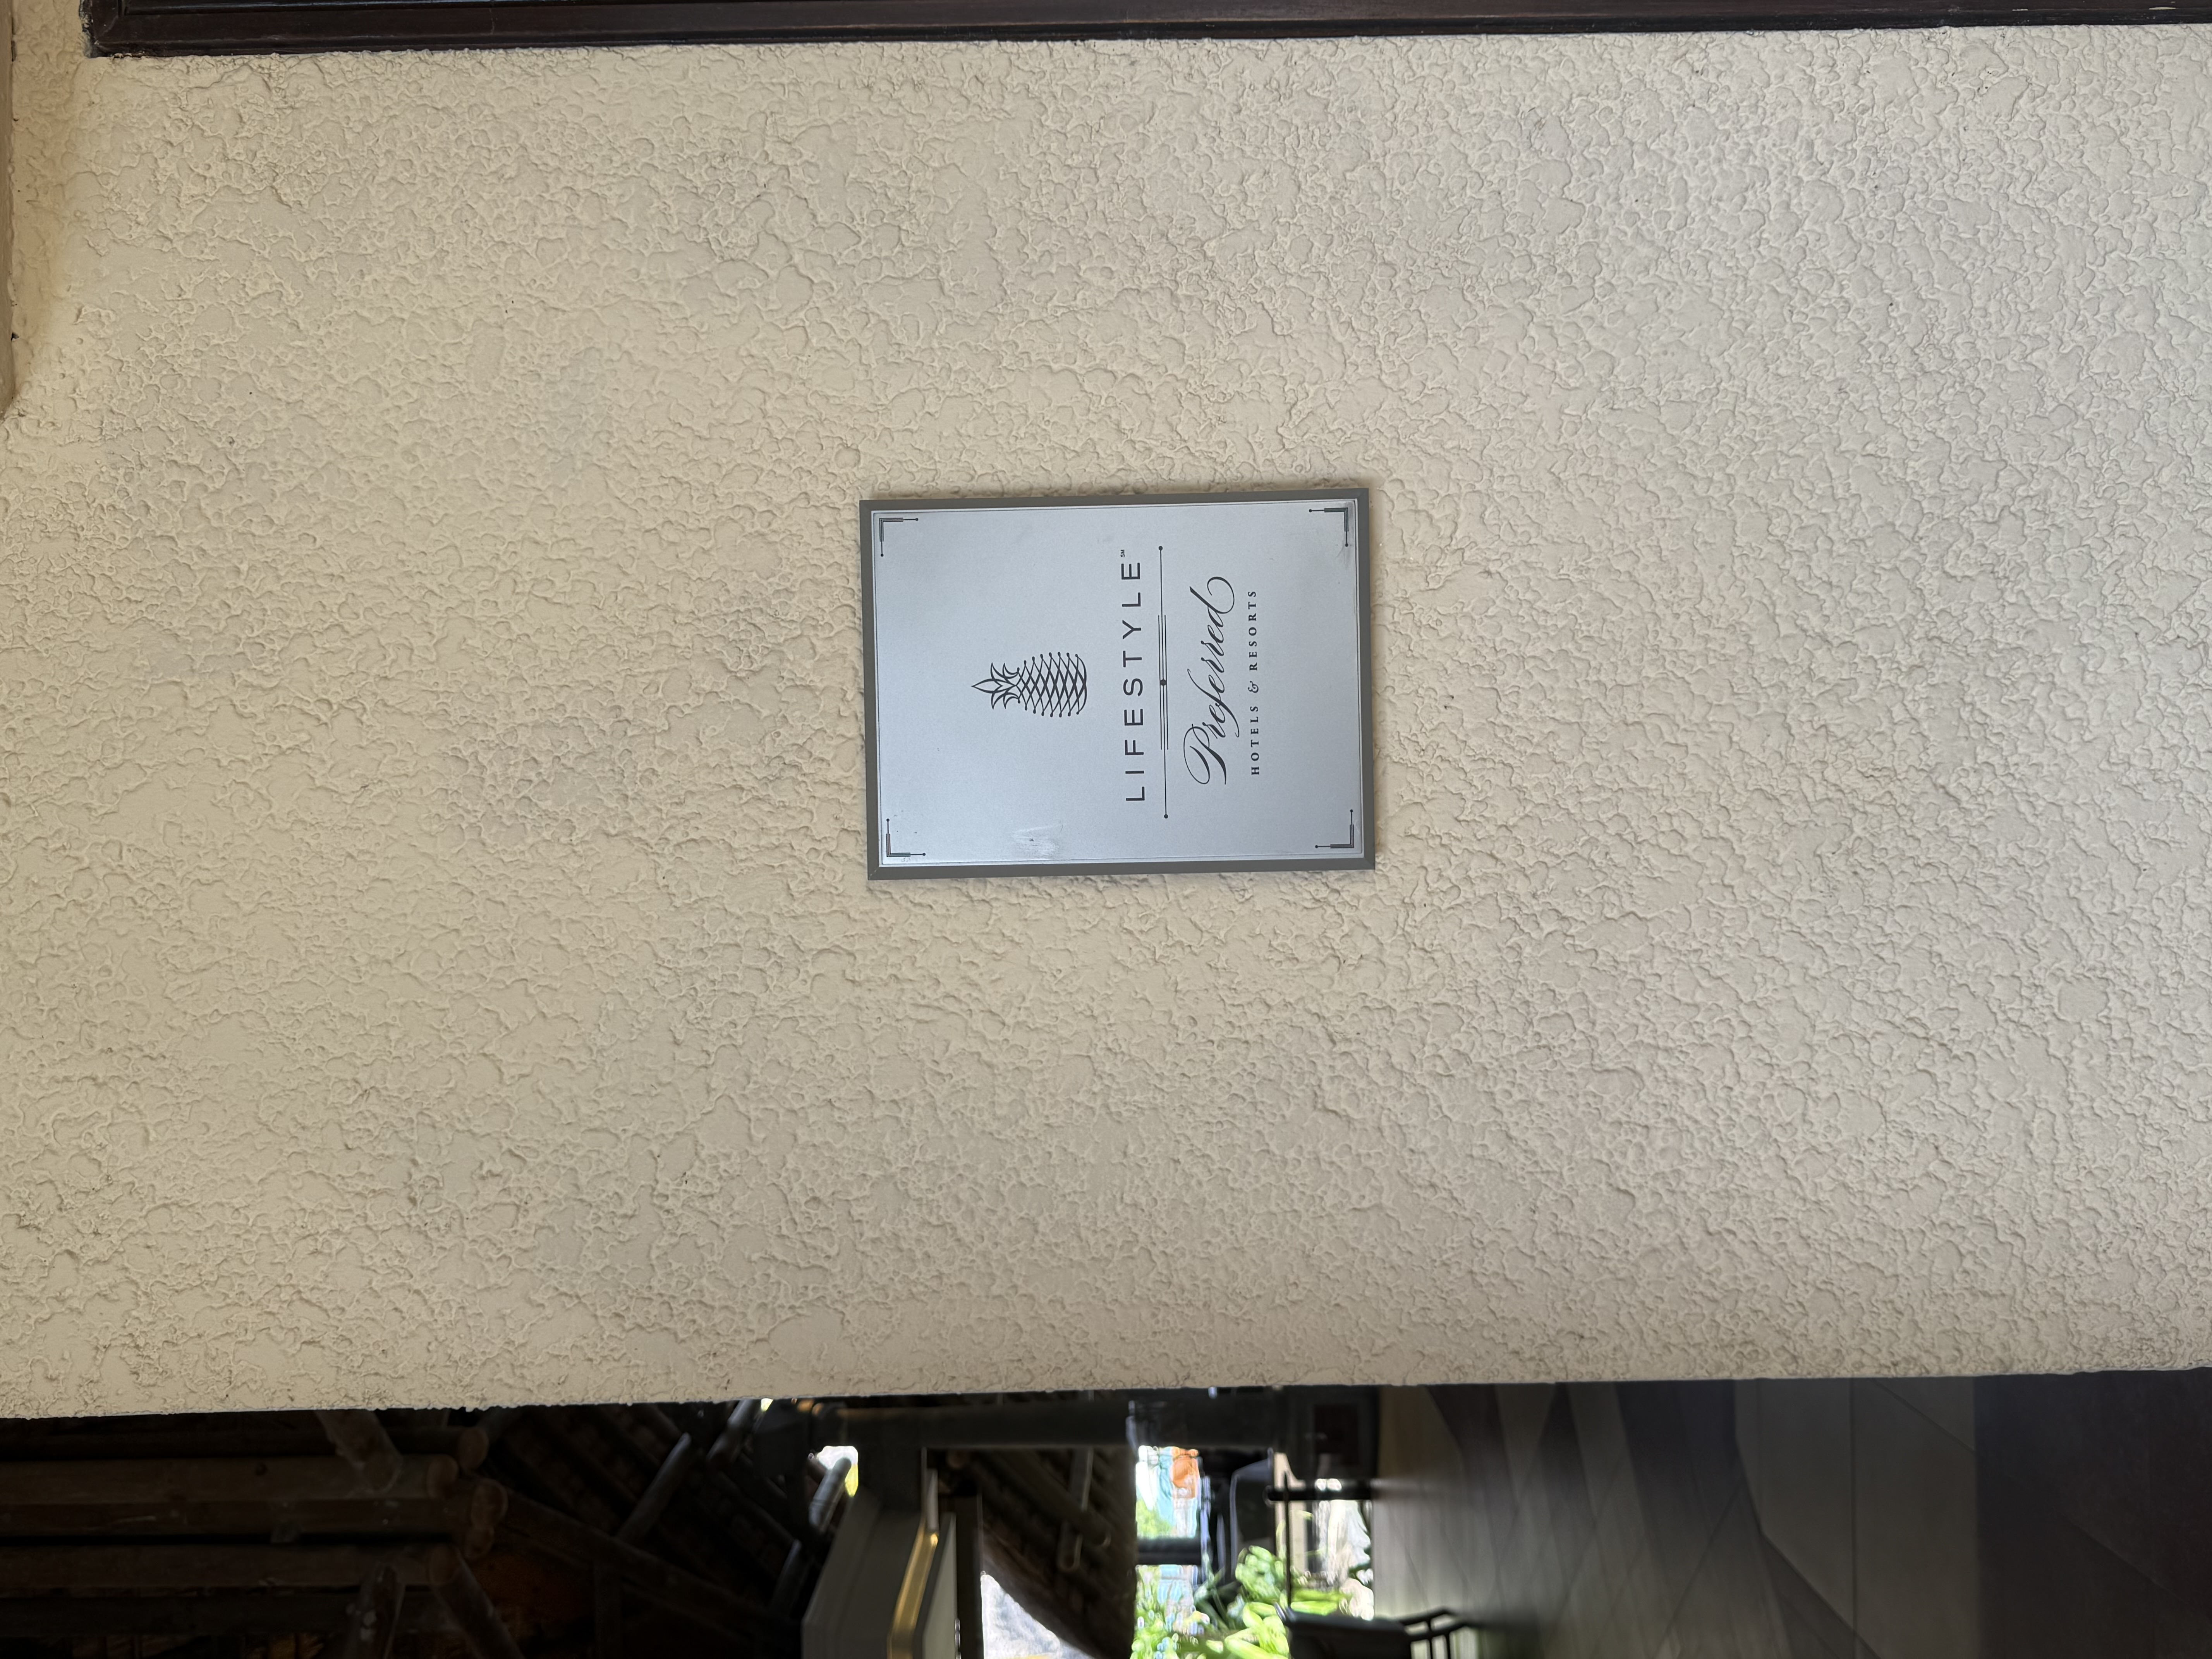 LIFESTYLE℠
Preferred
HOTELS & RESORTS